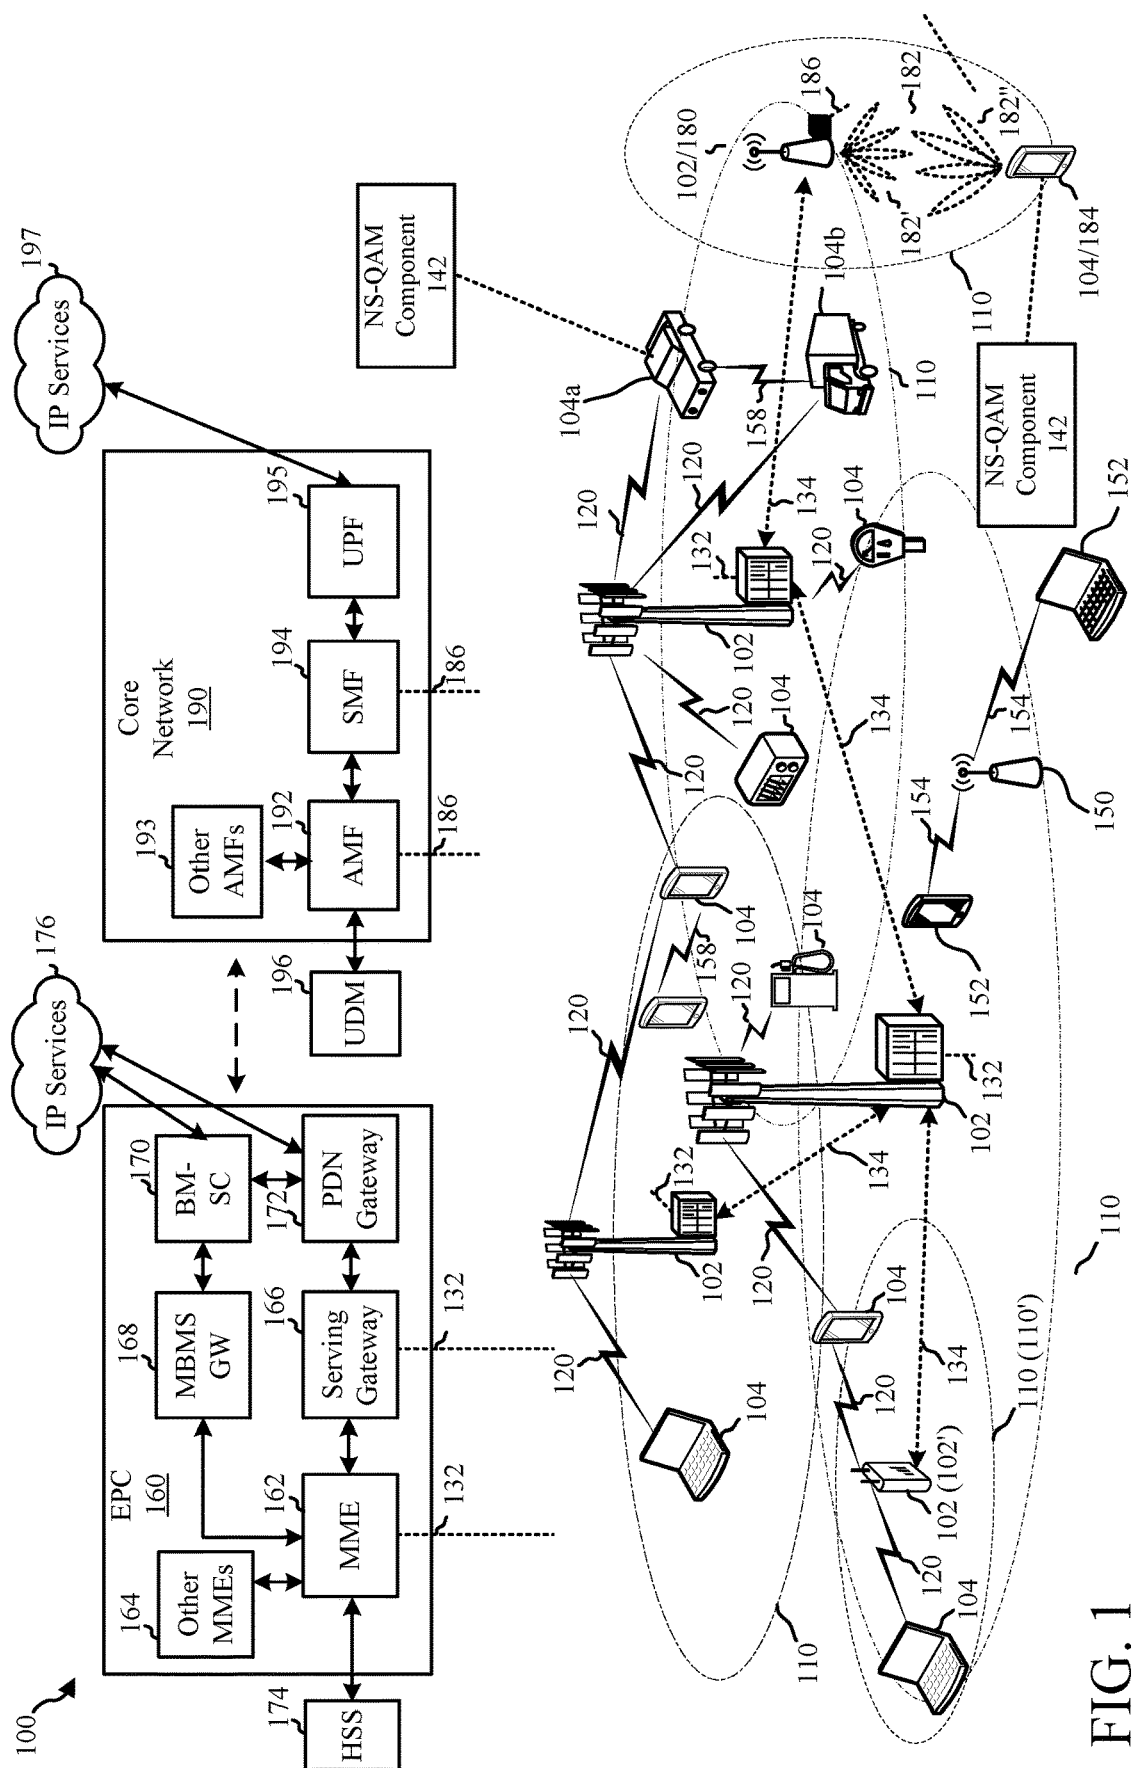 100
174
HSS
EPC
160
164
Other
MMEs
162
MME
168
MBMS
GW
166
Serving
Gateway
170
BM-
SC
172
PDN
Gateway
132
132
176
IP Services
196
UDM
Core
Network
190
193
Other
AMFs
192
AMF
194
SMF
195
UPF
186
186
197
IP Services
NS-QAM
Component
142
104a
120
120
158
104b
110
102/180
186
182
182'
182''
104/184
110
NS-QAM
Component
142
132
134
102
120
104
120
104
120
120
104
158
104
120
120
104
110
132
102
134
120
104
134
132
102
134
120
104
120
102 (102')
120
104
110 (110')
110
152
154
154
150
152
FIG. 1